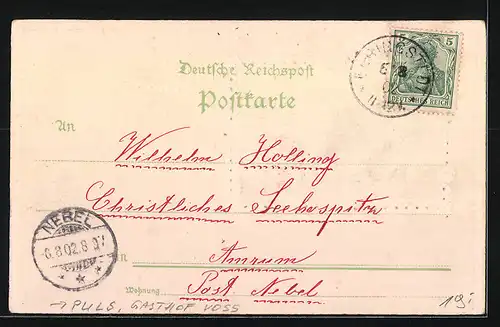 5
DEUTSCHES REICH
Deutsche Reichspost
Postkarte
An
Wilhelm Holling
Christliches Seehospitz
NEBEL
6.8.02.8
in Amrum
Wohnung Post Nebel
→ PULS, GASTHOF VOSS